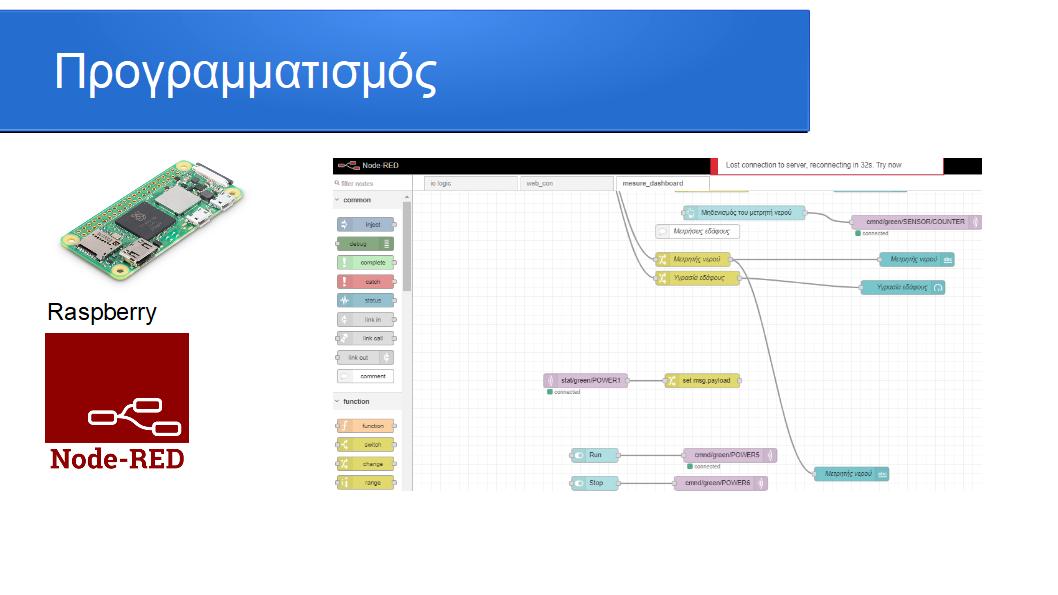 Προγραμματισμός
Raspberry
Node-RED
Node-RED
Lost connection to server, reconnecting in 32s. Try now
filter nodes
io logic
web_con
mesure_dashboard
common
inject
debug
complete
catch
status
link in
link call
link out
comment
function
function
switch
change
range
Μηδενισμός του μετρητή νερού
cmnd/green/SENSOR/COUNTER
connected
Μετρήσεις εδάφους
Μετρητής νερού
Μετρητής νερού
abc
Υγρασία εδάφους
Υγρασία εδάφους
stat/green/POWER1
set msg.payload
connected
Run
cmnd/green/POWER5
connected
Μετρητής νερού
abc
Stop
cmnd/green/POWER6